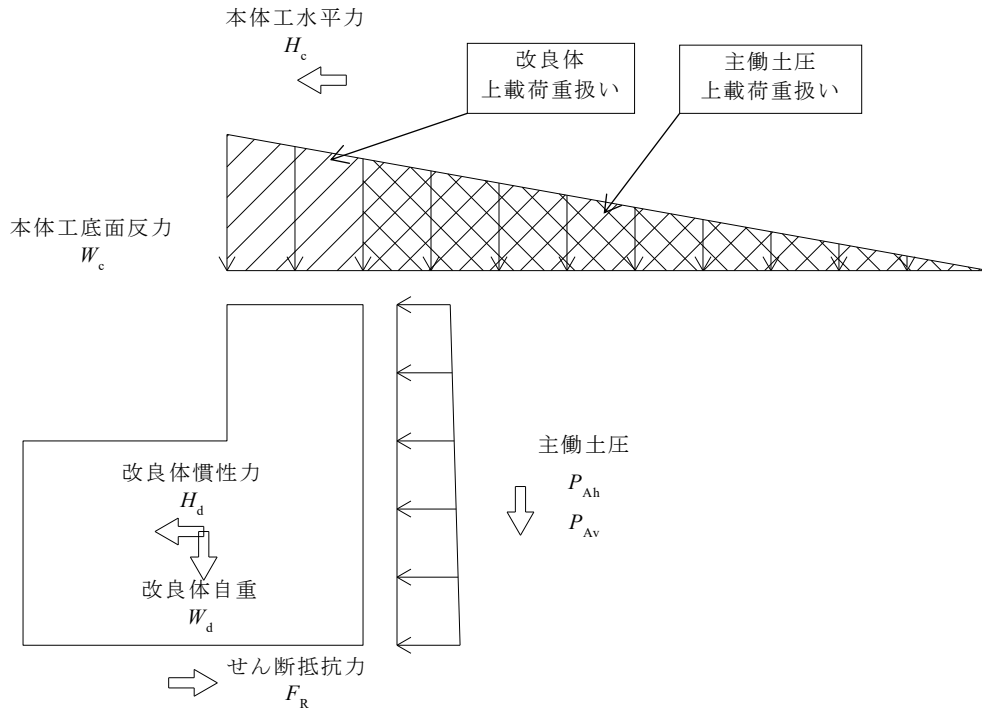 本体工水平力
H_c
改良体
上載荷重扱い
主働土圧
上載荷重扱い
本体工底面反力
W_c
主働土圧
P_Ah
P_Av
改良体慣性力
H_d
改良体自重
W_d
せん断抵抗力
F_R